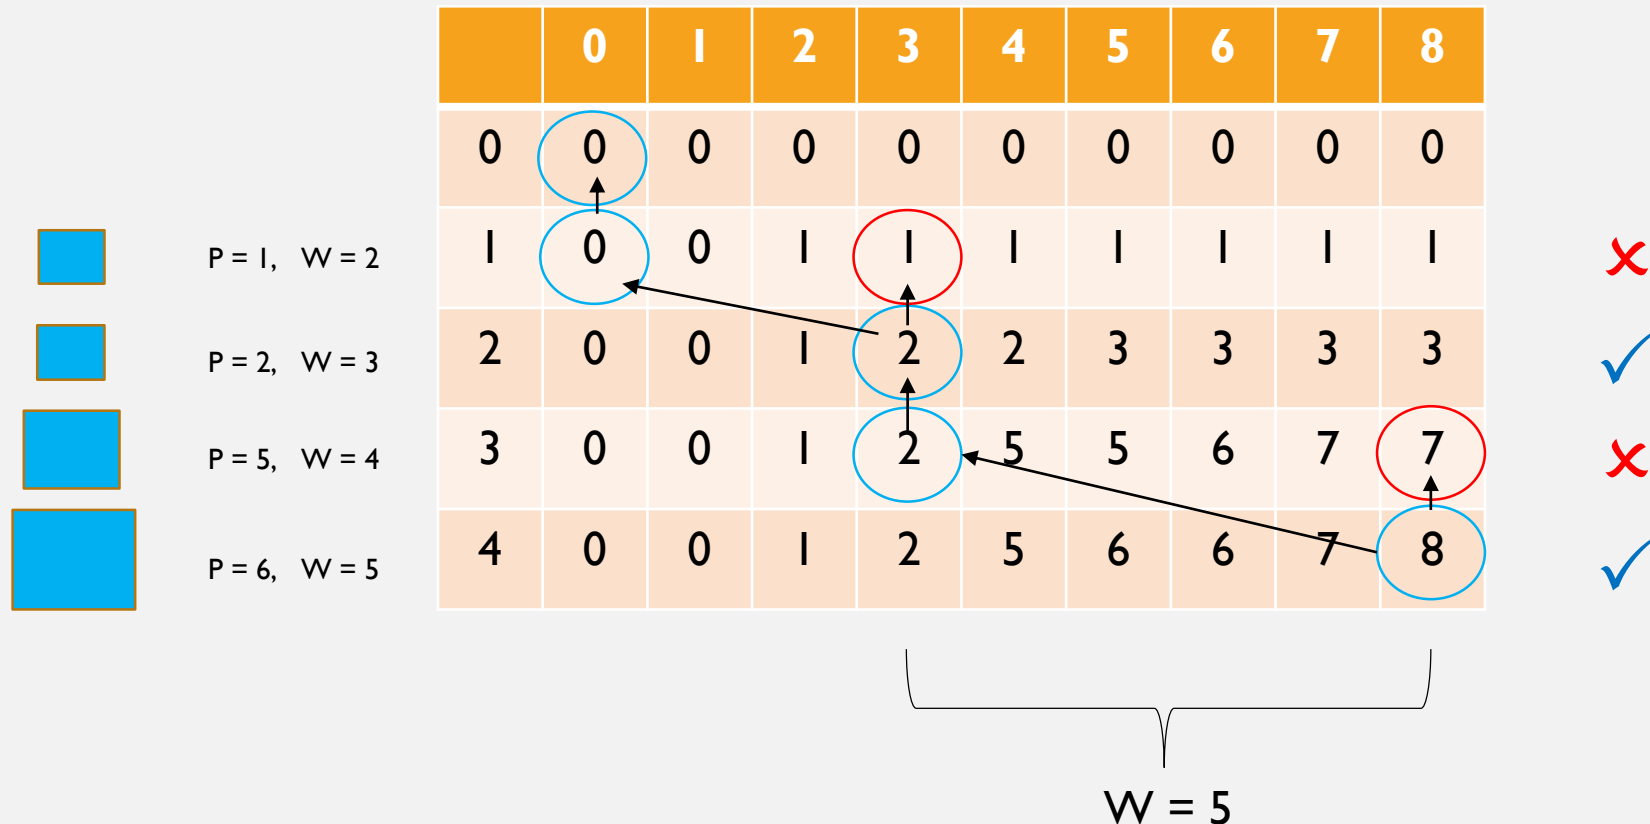 0 1 2 3 4 5 6 7 8
0 0 0 0 0 0 0 0 0 0
P = 1, W = 2 1 0 0 1 1 1 1 1 1 1
P = 2, W = 3 2 0 0 1 2 2 3 3 3 3
P = 5, W = 4 3 0 0 1 2 5 5 6 7 7
P = 6, W = 5 4 0 0 1 2 5 6 6 7 8
W = 5